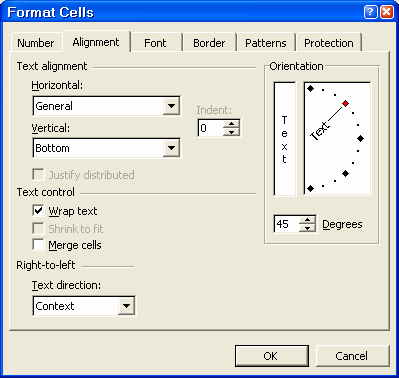 Format Cells
Number Alignment Font Border Patterns Protection
Text alignment
Horizontal:
General
Indent:
0
Vertical:
Bottom
Justify distributed
Text control
Wrap text
Shrink to fit
Merge cells
Right-to-left
Text direction:
Context
Orientation
Text
Text
45 Degrees
OK Cancel